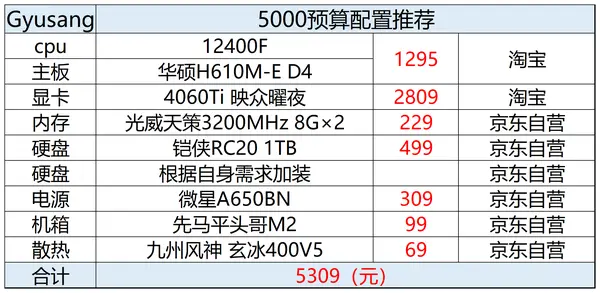 Gyusang 5000预算配置推荐
cpu 12400F 1295 淘宝
主板 华硕H610M-E D4
显卡 4060Ti 映众曜夜 2809 淘宝
内存 光威天策3200MHz 8G×2 229 京东自营
硬盘 铠侠RC20 1TB 499 京东自营
硬盘 根据自身需求加装 京东自营
电源 微星A650BN 309 京东自营
机箱 先马平头哥M2 99 京东自营
散热 九州风神 玄冰400V5 69 京东自营
合计 5309（元）